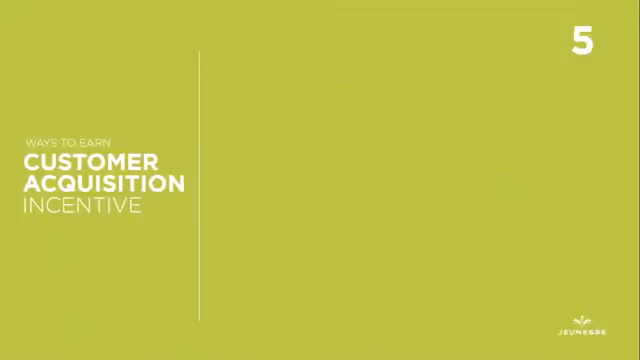 5
WAYS TO EARN
CUSTOMER
ACQUISITION
INCENTIVE
JEUNESSE